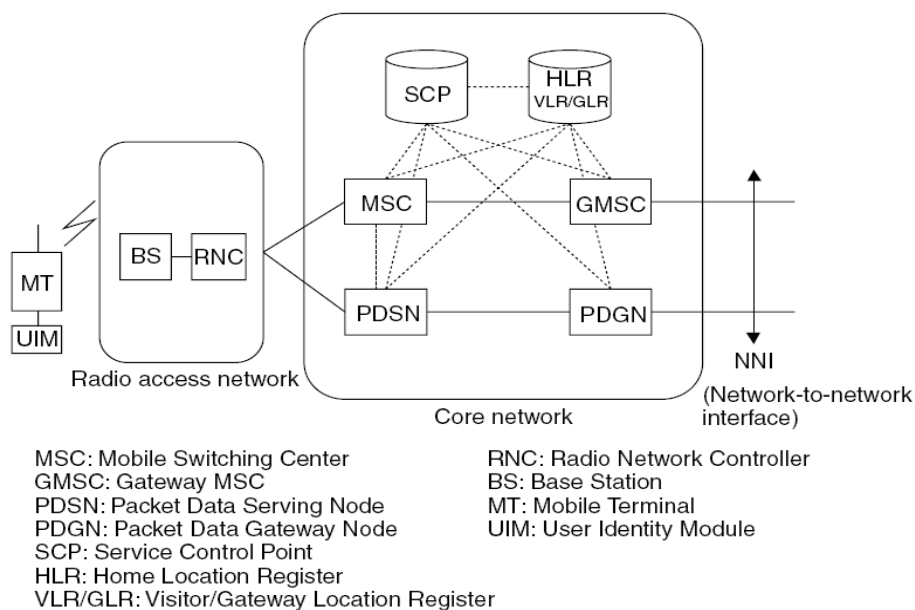 SCP
HLR
VLR/GLR
MSC
GMSC
BS
RNC
MT
UIM
PDSN
PDGN
NNI
(Network-to-network
interface)
Radio access network
Core network
MSC: Mobile Switching Center
GMSC: Gateway MSC
PDSN: Packet Data Serving Node
PDGN: Packet Data Gateway Node
SCP: Service Control Point
HLR: Home Location Register
VLR/GLR: Visitor/Gateway Location Register
RNC: Radio Network Controller
BS: Base Station
MT: Mobile Terminal
UIM: User Identity Module